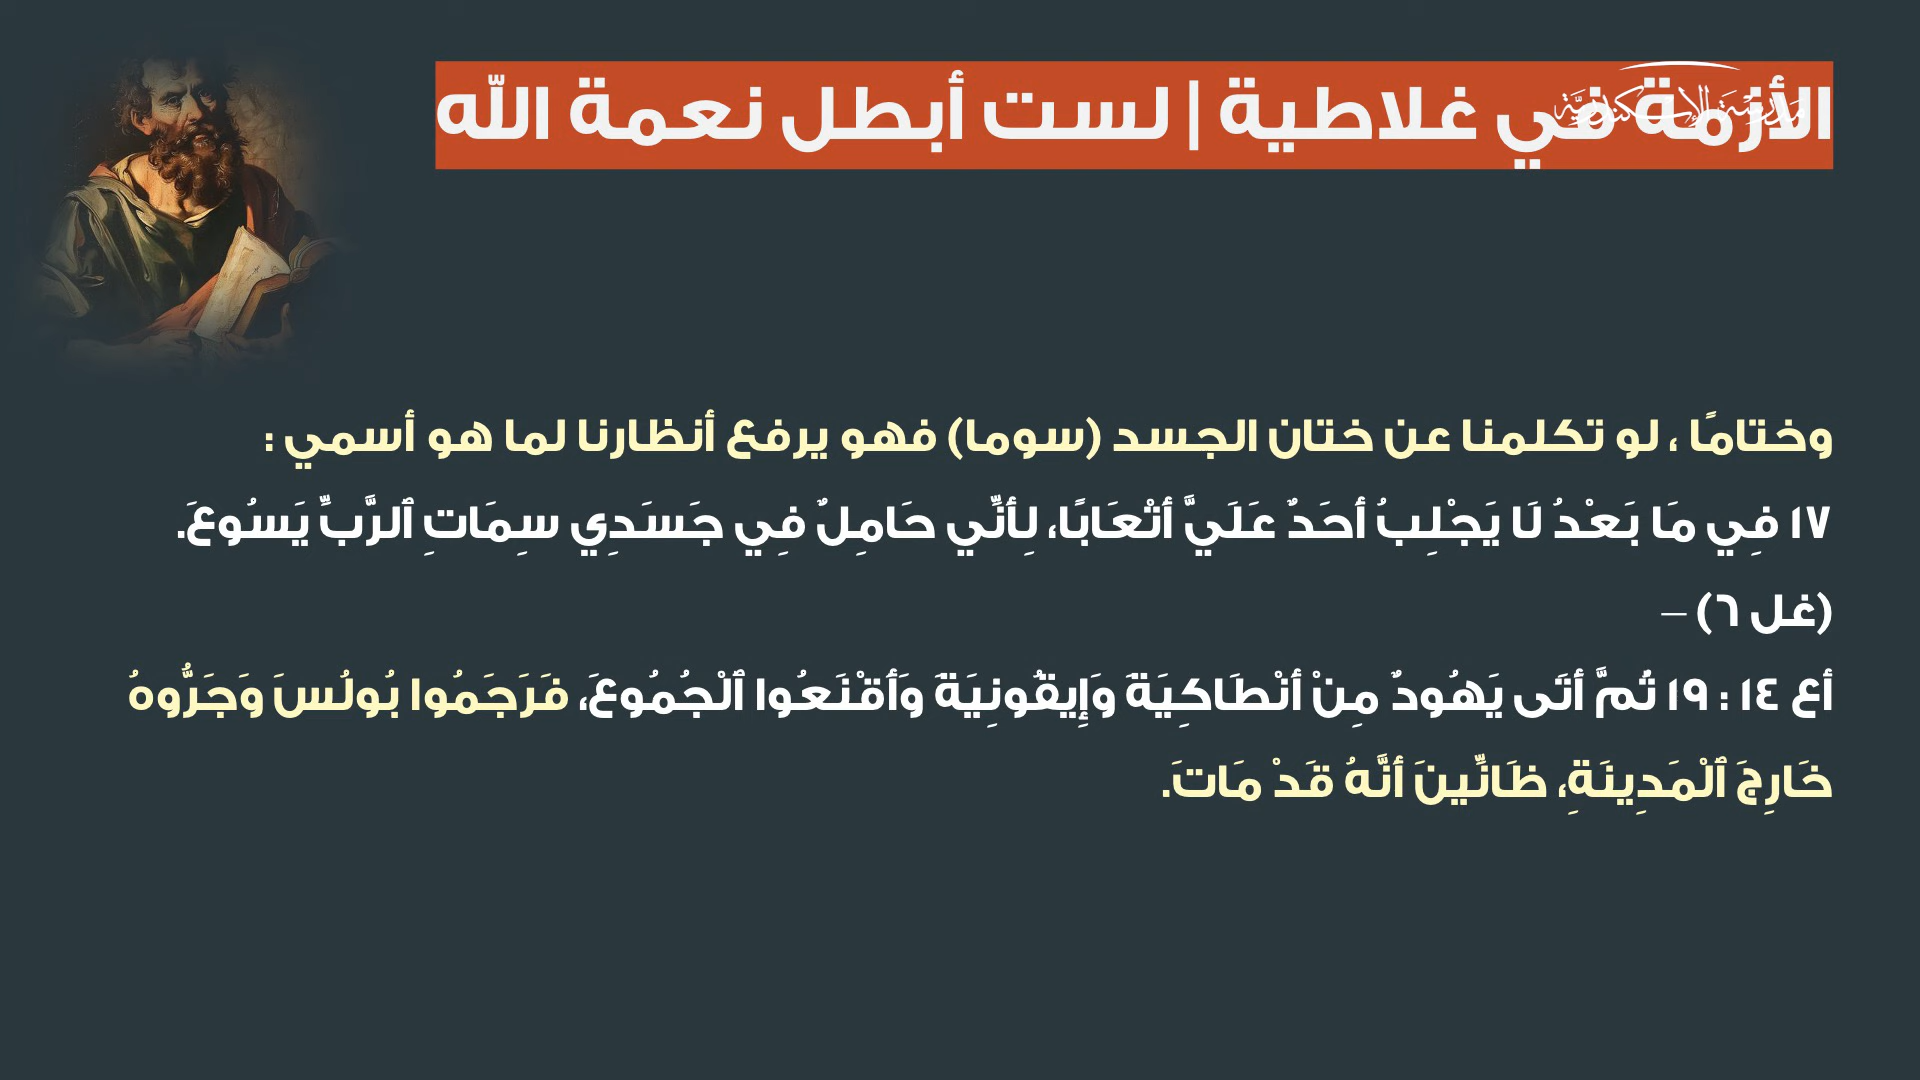 الأزمة في غلاطية | لست أبطل نعمة الله
مدرسة الإسكندرية
وختامًا ، لو تكلمنا عن ختان الجسد (سوما) فهو يرفع أنظارنا لما هو أسمي :
١٧ فِي مَا بَعْدُ لَا يَجْلِبُ أَحَدٌ عَلَيَّ أَتْعَابًا، لِأَنِّي حَامِلٌ فِي جَسَدِي سِمَاتِ ٱلرَّبِّ يَسُوعَ.
(غل ٦) –
أع ١٤ : ١٩ ثُمَّ أَتَى يَهُودٌ مِنْ أَنْطَاكِيَةَ وَإِيقُونِيَةَ وَأَقْنَعُوا ٱلْجُمُوعَ، فَرَجَمُوا بُولُسَ وَجَرُّوهُ
خَارِجَ ٱلْمَدِينَةِ، ظَانِّينَ أَنَّهُ قَدْ مَاتَ.